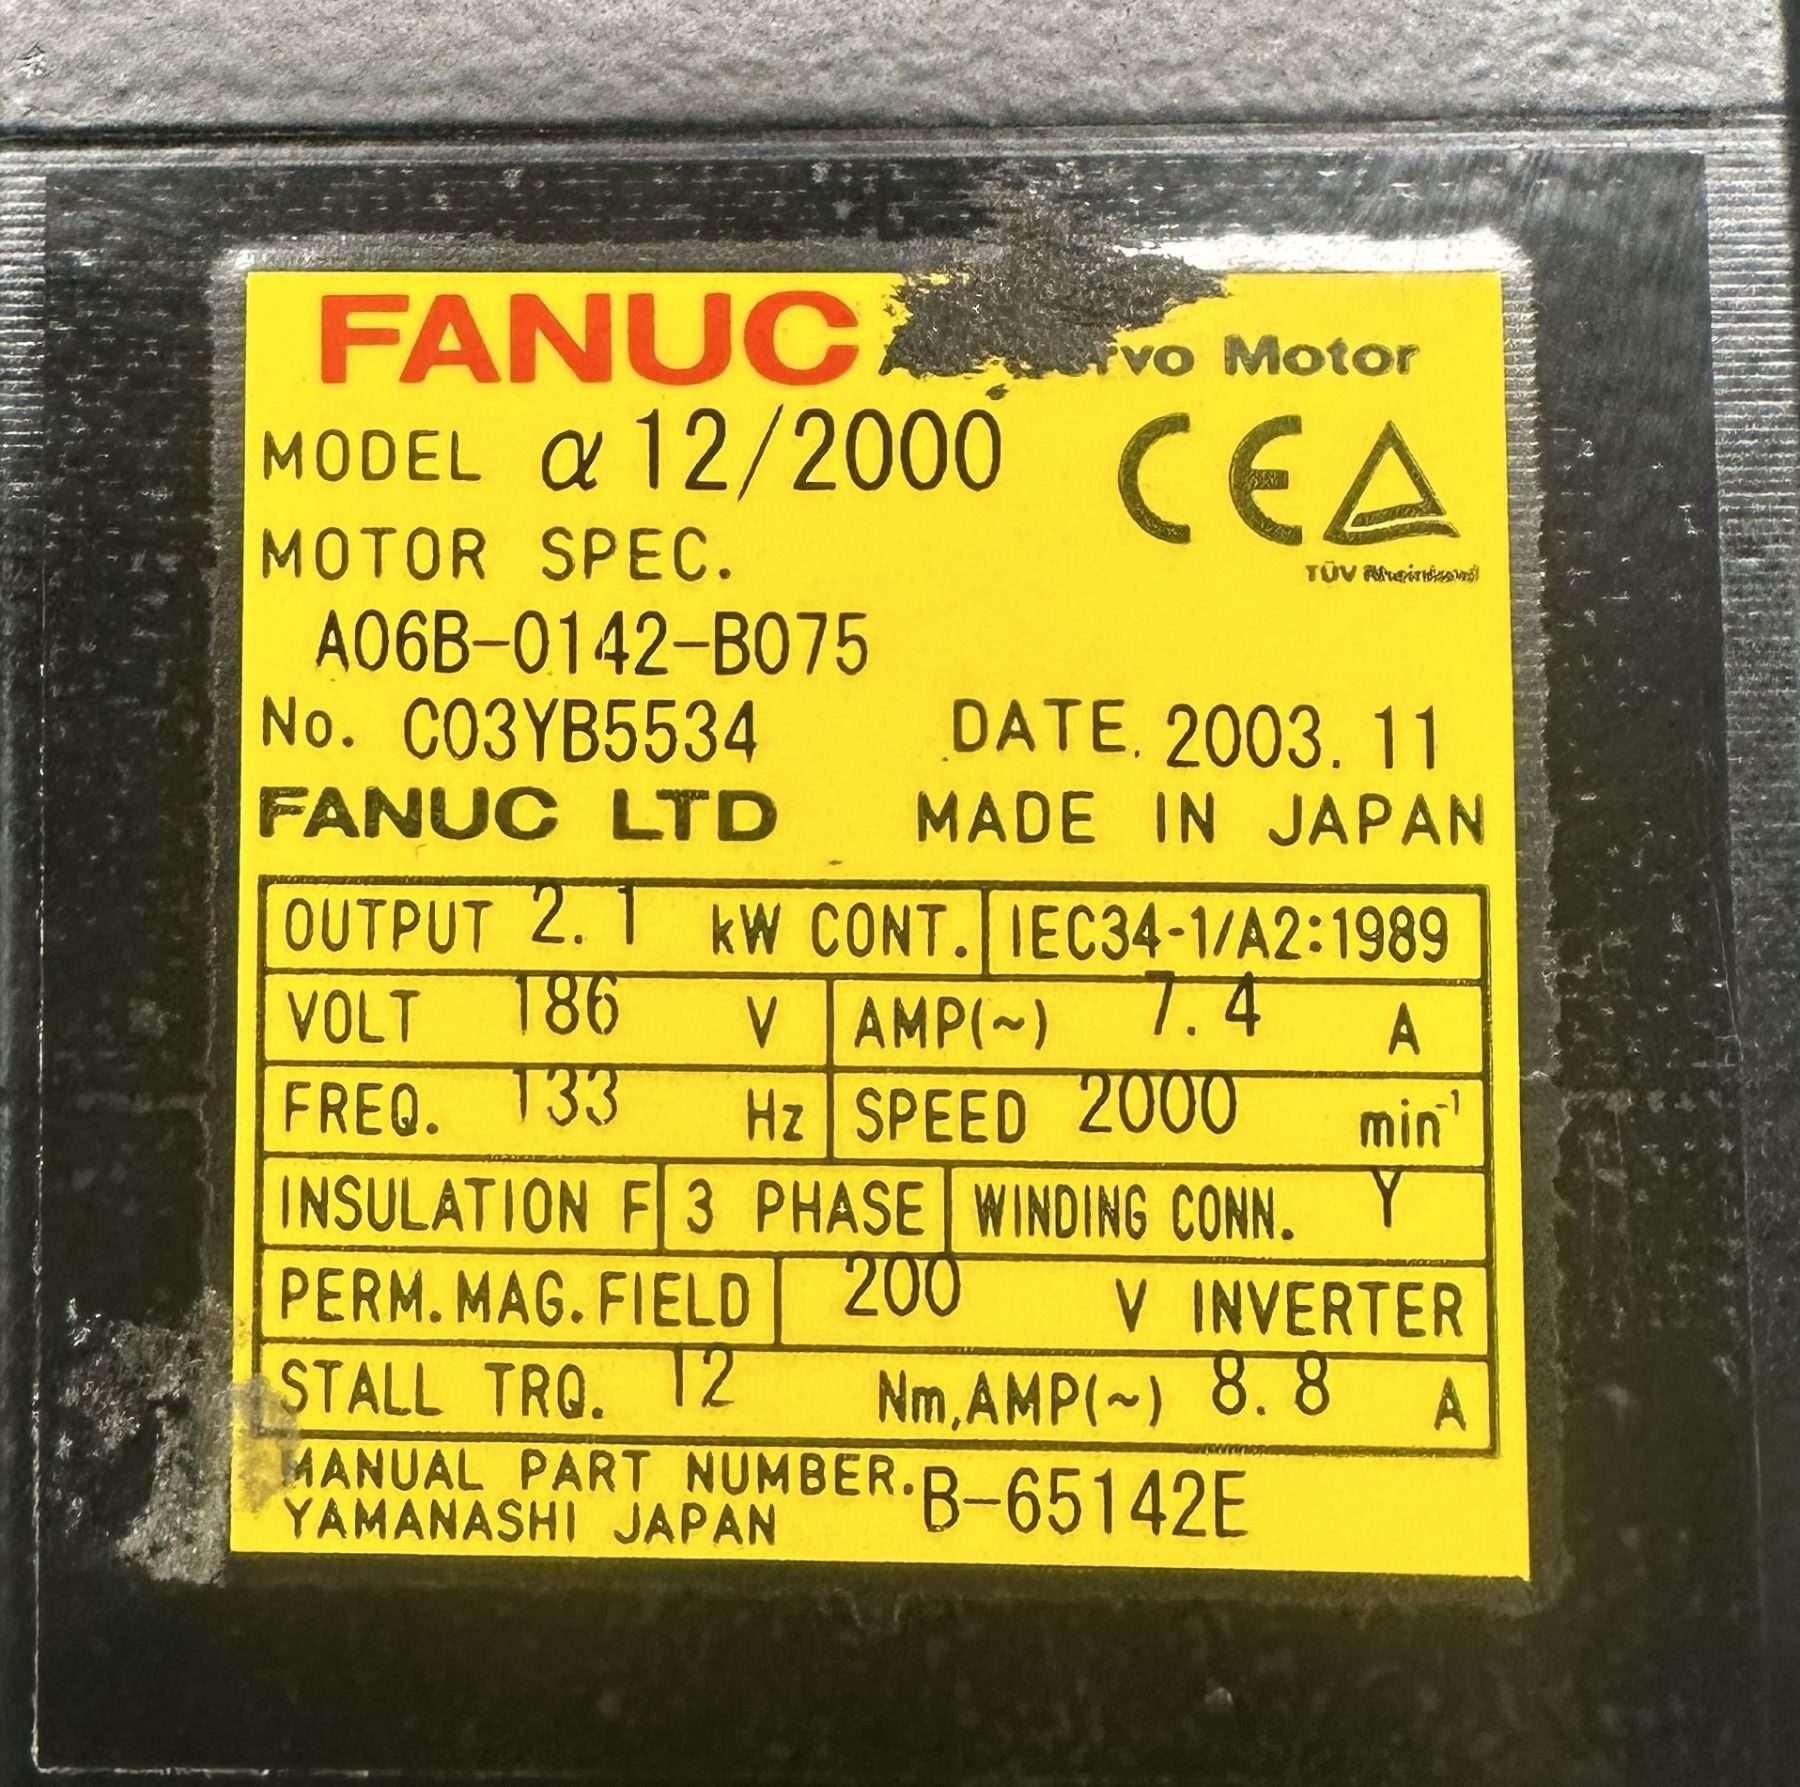 FANUC Motor
MODEL α 12/2000
CE
TÜV
MOTOR SPEC.
A06B-0142-B075
No. C03YB5534 DATE. 2003.11
FANUC LTD MADE IN JAPAN
OUTPUT 2.1 kW CONT. IEC34-1/A2:1989
VOLT 186 V AMP(~) 7.4 A
FREQ. 133 Hz SPEED 2000 min⁻¹
INSULATION F 3 PHASE WINDING CONN. Y
PERM.MAG.FIELD 200 V INVERTER
STALL TRQ. 12 Nm,AMP(~) 8.8 A
MANUAL PART NUMBER. B-65142E
YAMANASHI JAPAN